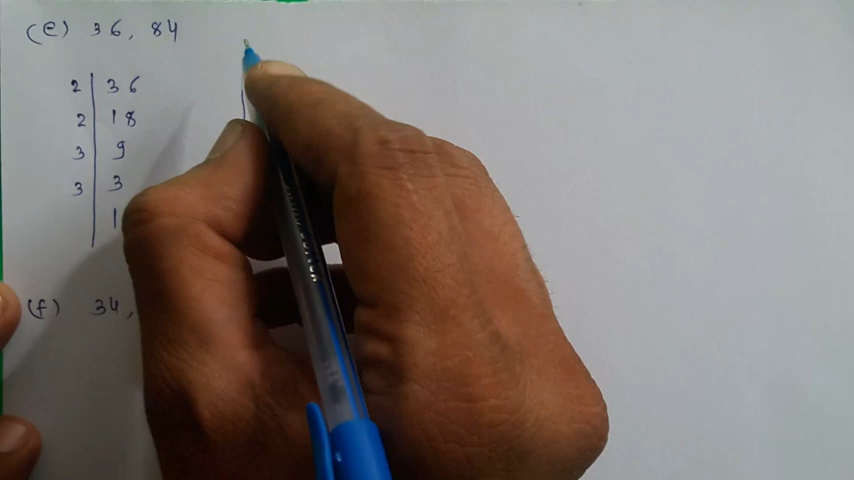 (e) 36, 84
2 | 36
2 | 18
3 | 9
3 | 3
| 1
(f) 34,